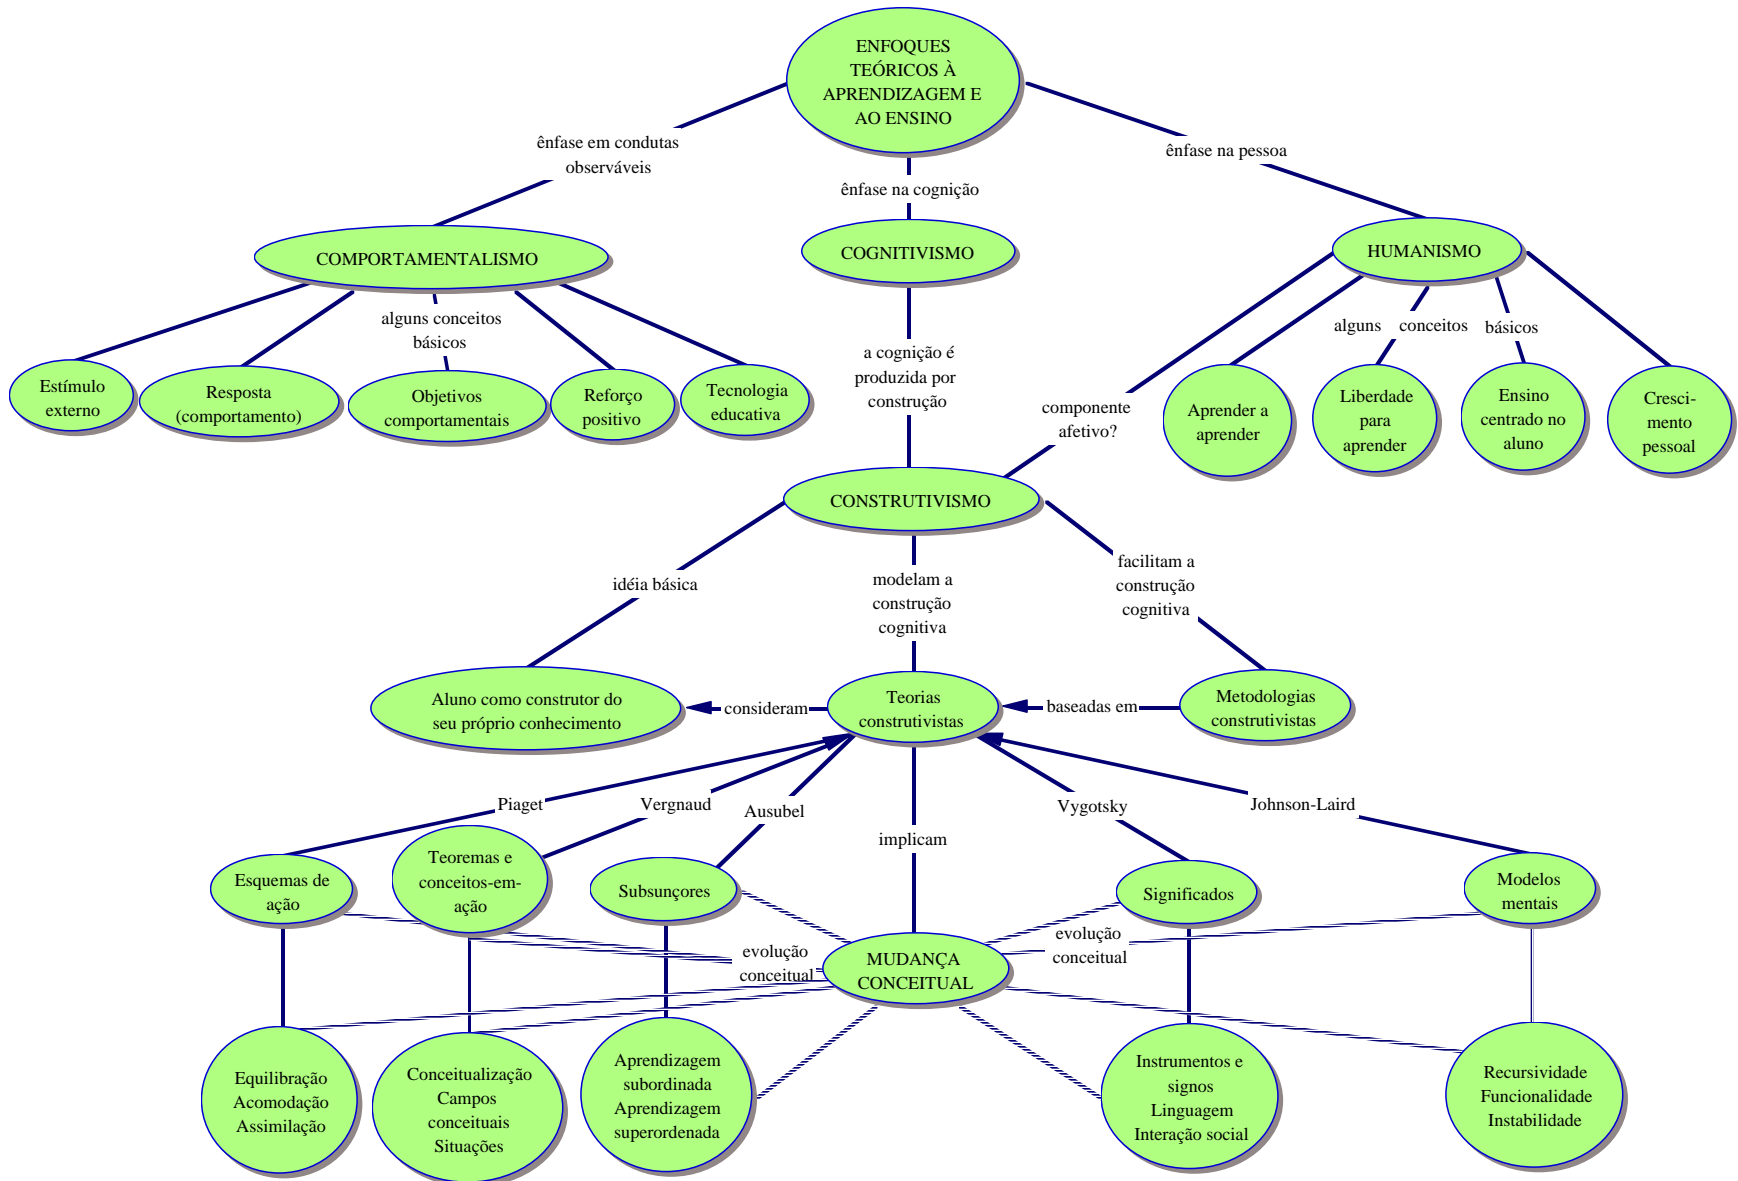 ENFOQUES
TEÓRICOS À
APRENDIZAGEM E
AO ENSINO
ênfase em condutas
observáveis
ênfase na cognição
ênfase na pessoa
COMPORTAMENTALISMO
COGNITIVISMO
HUMANISMO
alguns conceitos
básicos
alguns conceitos básicos
Estímulo
externo
Resposta
(comportamento)
Objetivos
comportamentais
Reforço
positivo
Tecnologia
educativa
a cognição é
produzida por
construção
componente
afetivo?
Aprender a
aprender
Liberdade
para
aprender
Ensino
centrado no
aluno
Cresci-
mento
pessoal
CONSTRUTIVISMO
idéia básica
modelam a
construção
cognitiva
facilitam a
construção
cognitiva
Aluno como construtor do
seu próprio conhecimento
consideram
Teorias
construtivistas
baseadas em
Metodologias
construtivistas
Piaget
Vergnaud
Ausubel
implicam
Vygotsky
Johnson-Laird
Esquemas de
ação
Teoremas e
conceitos-em-
ação
Subsunçores
Significados
Modelos
mentais
evolução
conceitual
MUDANÇA
CONCEITUAL
evolução
conceitual
Equilibração
Acomodação
Assimilação
Conceitualização
Campos
conceituais
Situações
Aprendizagem
subordinada
Aprendizagem
superordenada
Instrumentos e
signos
Linguagem
Interação social
Recursividade
Funcionalidade
Instabilidade